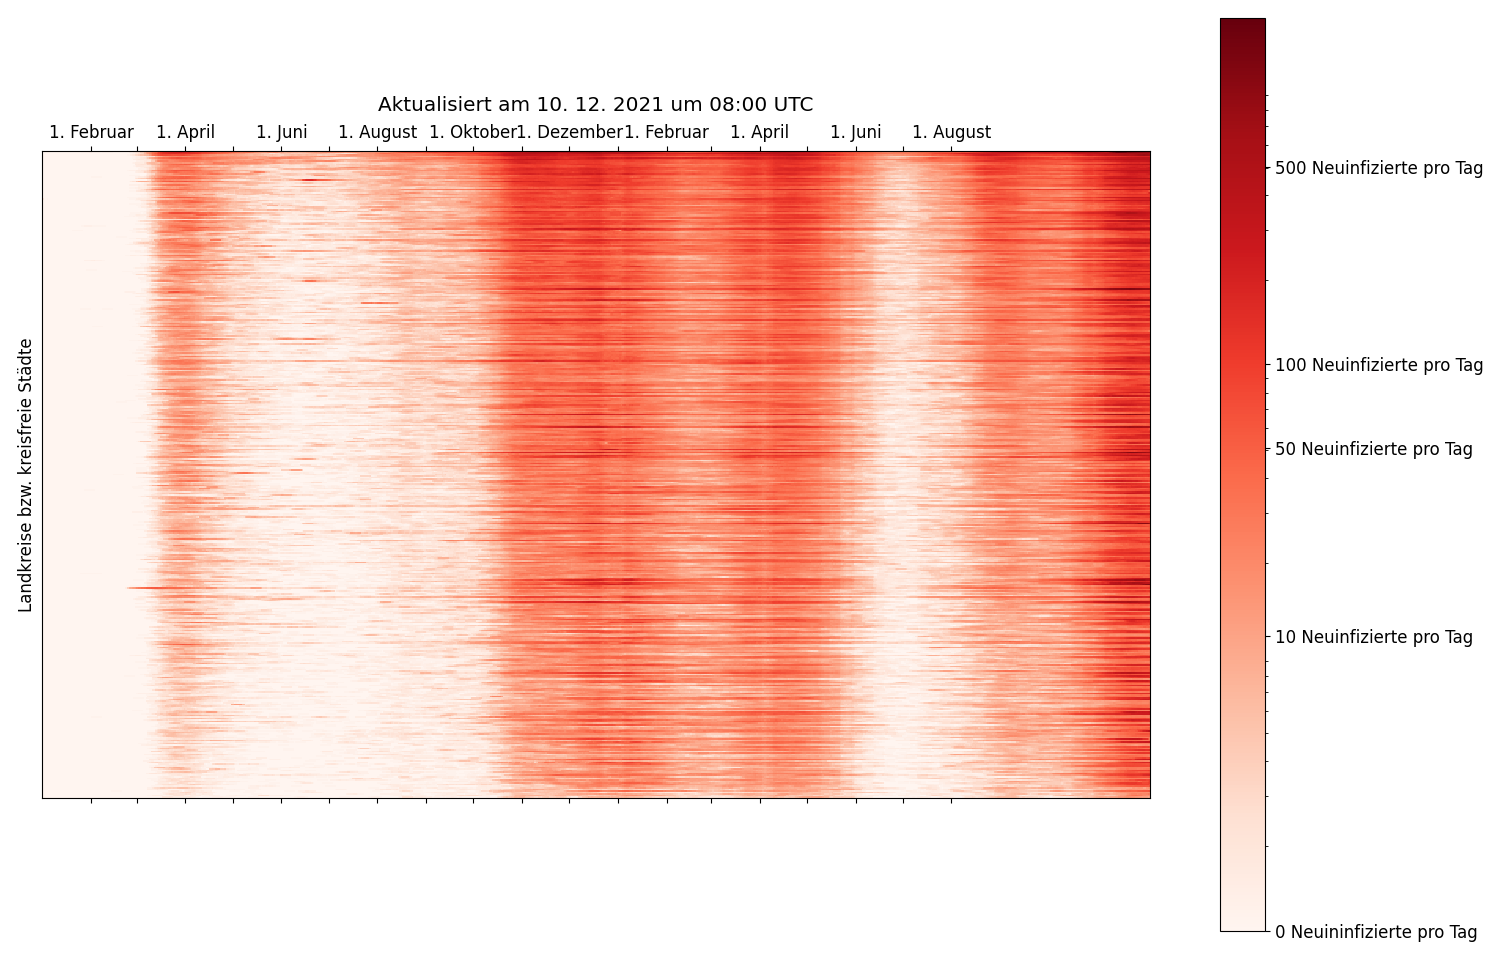 Aktualisiert am 10. 12. 2021 um 08:00 UTC
1. Februar 1. April 1. Juni 1. August 1. Oktober 1. Dezember 1. Februar 1. April 1. Juni 1. August
Landkreise bzw. kreisfreie Städte
500 Neuinfizierte pro Tag
100 Neuinfizierte pro Tag
50 Neuinfizierte pro Tag
10 Neuinfizierte pro Tag
0 Neuininfizierte pro Tag